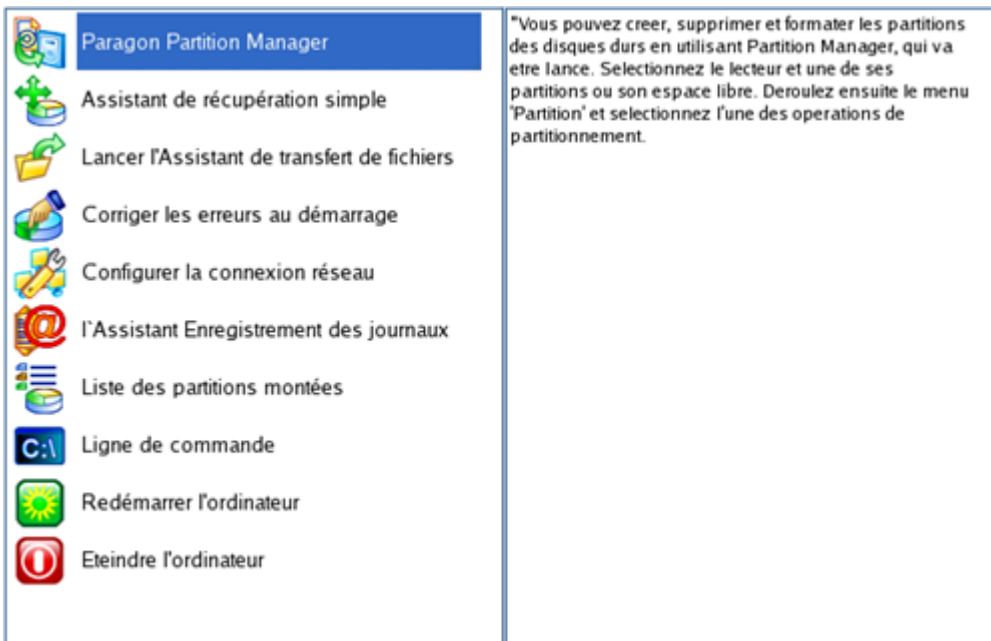 Paragon Partition Manager
Assistant de récupération simple
Lancer l'Assistant de transfert de fichiers
Corriger les erreurs au démarrage
Configurer la connexion réseau
l`Assistant Enregistrement des journaux
Liste des partitions montées
C:\
Ligne de commande
Redémarrer l'ordinateur
Eteindre l'ordinateur
"Vous pouvez creer, supprimer et formater les partitions
des disques durs en utilisant Partition Manager, qui va
etre lance. Selectionnez le lecteur et une de ses
partitions ou son espace libre. Deroulez ensuite le menu
'Partition' et selectionnez l'une des operations de
partitionnement.